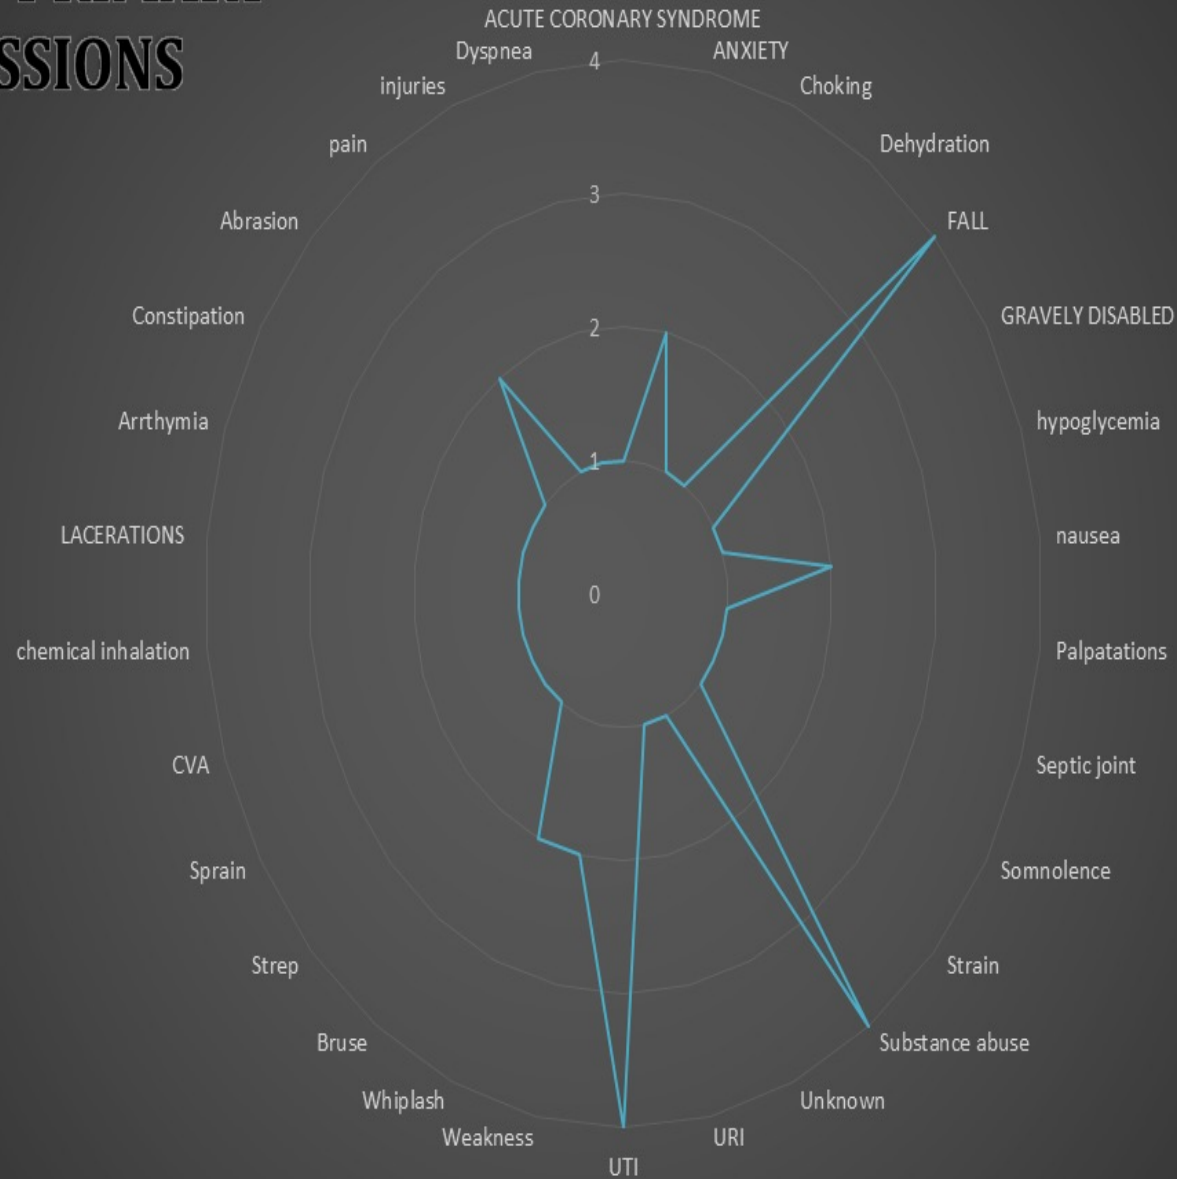 SSIONS
ACUTE CORONARY SYNDROME
ANXIETY
Choking
Dehydration
FALL
GRAVELY DISABLED
hypoglycemia
nausea
Palpatations
Septic joint
Somnolence
Strain
Substance abuse
Unknown
URI
UTI
Weakness
Whiplash
Bruse
Strep
Sprain
CVA
chemical inhalation
LACERATIONS
Arrthymia
Constipation
Abrasion
pain
injuries
Dyspnea
4
3
2
1
0